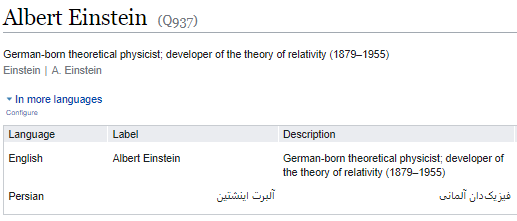 Albert Einstein (Q937)
German-born theoretical physicist; developer of the theory of relativity (1879–1955)
Einstein | A. Einstein
In more languages
Configure
Language Label Description
English Albert Einstein German-born theoretical physicist; developer of
the theory of relativity (1879–1955)
Persian آلبرت اینشتین فیزیک‌دان آلمانی